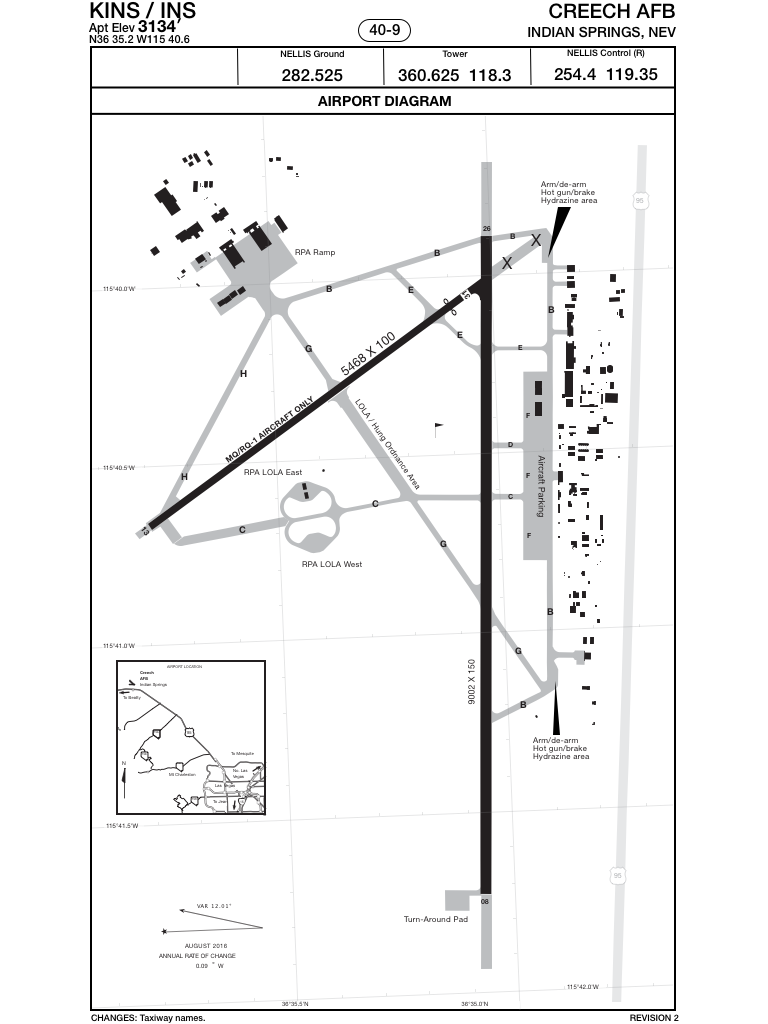 KINS / INS
Apt Elev 3134'
N36 35.2 W115 40.6
40-9
CREECH AFB
INDIAN SPRINGS, NEV
NELLIS Ground
282.525
Tower
360.625 118.3
NELLIS Control (R)
254.4 119.35
AIRPORT DIAGRAM
Arm/de-arm
Hot gun/brake
Hydrazine area
95
26
B
X
B
X
RPA Ramp
115°40.0'W
B
E
B
E
E
G
5468 X 100
H
MQ/RQ-1 AIRCRAFT ONLY
LOLA / Hung Ordnance Area
F
D
115°40.5'W
RPA LOLA East
H
F
Aircraft Parking
C
C
13
C
F
G
RPA LOLA West
B
115°41.0'W
G
9002 X 150
B
AIRPORT LOCATION
Creech
AFB
Indian Springs
To Beatty
95
To Mesquite
N
Mt Charleston
No. Las
Vegas
Las Vegas
To Jean
Arm/de-arm
Hot gun/brake
Hydrazine area
115°41.5'W
95
08
Turn-Around Pad
VAR 12.01°
AUGUST 2016
ANNUAL RATE OF CHANGE
0.09 ° W
115°42.0'W
36°35.5'N
36°35.0'N
CHANGES: Taxiway names.
REVISION 2